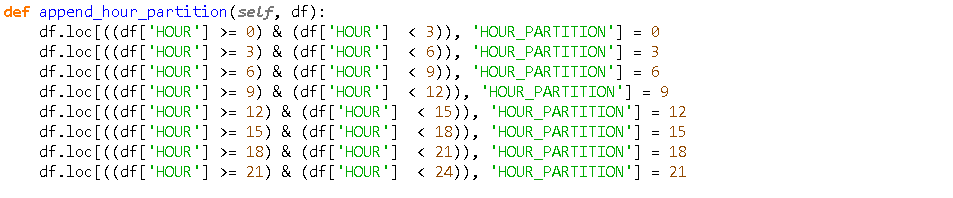 def append_hour_partition(self, df):
    df.loc[((df['HOUR'] >= 0) & (df['HOUR']  < 3)), 'HOUR_PARTITION'] = 0
    df.loc[((df['HOUR'] >= 3) & (df['HOUR']  < 6)), 'HOUR_PARTITION'] = 3
    df.loc[((df['HOUR'] >= 6) & (df['HOUR']  < 9)), 'HOUR_PARTITION'] = 6
    df.loc[((df['HOUR'] >= 9) & (df['HOUR']  < 12)), 'HOUR_PARTITION'] = 9
    df.loc[((df['HOUR'] >= 12) & (df['HOUR']  < 15)), 'HOUR_PARTITION'] = 12
    df.loc[((df['HOUR'] >= 15) & (df['HOUR']  < 18)), 'HOUR_PARTITION'] = 15
    df.loc[((df['HOUR'] >= 18) & (df['HOUR']  < 21)), 'HOUR_PARTITION'] = 18
    df.loc[((df['HOUR'] >= 21) & (df['HOUR']  < 24)), 'HOUR_PARTITION'] = 21